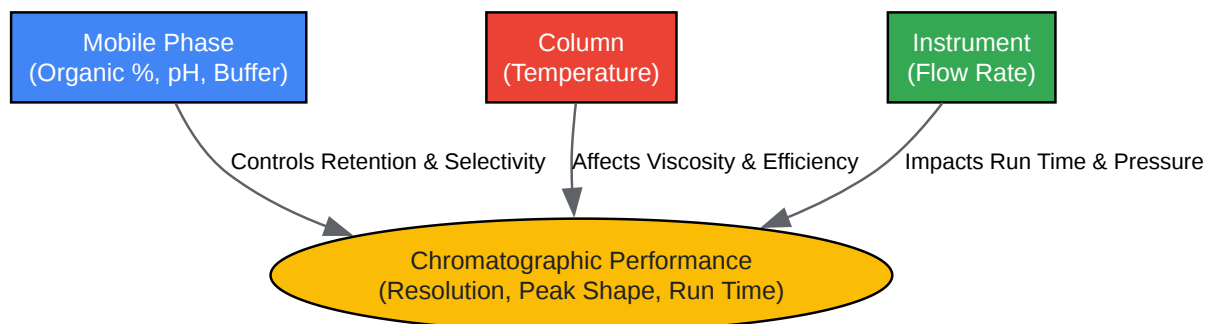 Mobile Phase
(Organic %, pH, Buffer)
Column
(Temperature)
Instrument
(Flow Rate)
Controls Retention & Selectivity
Affects Viscosity & Efficiency
Impacts Run Time & Pressure
Chromatographic Performance
(Resolution, Peak Shape, Run Time)